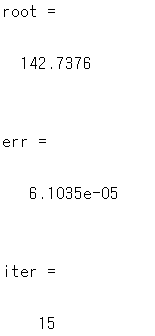 root =
142.7376
err =
6.1035e-05
iter =
15